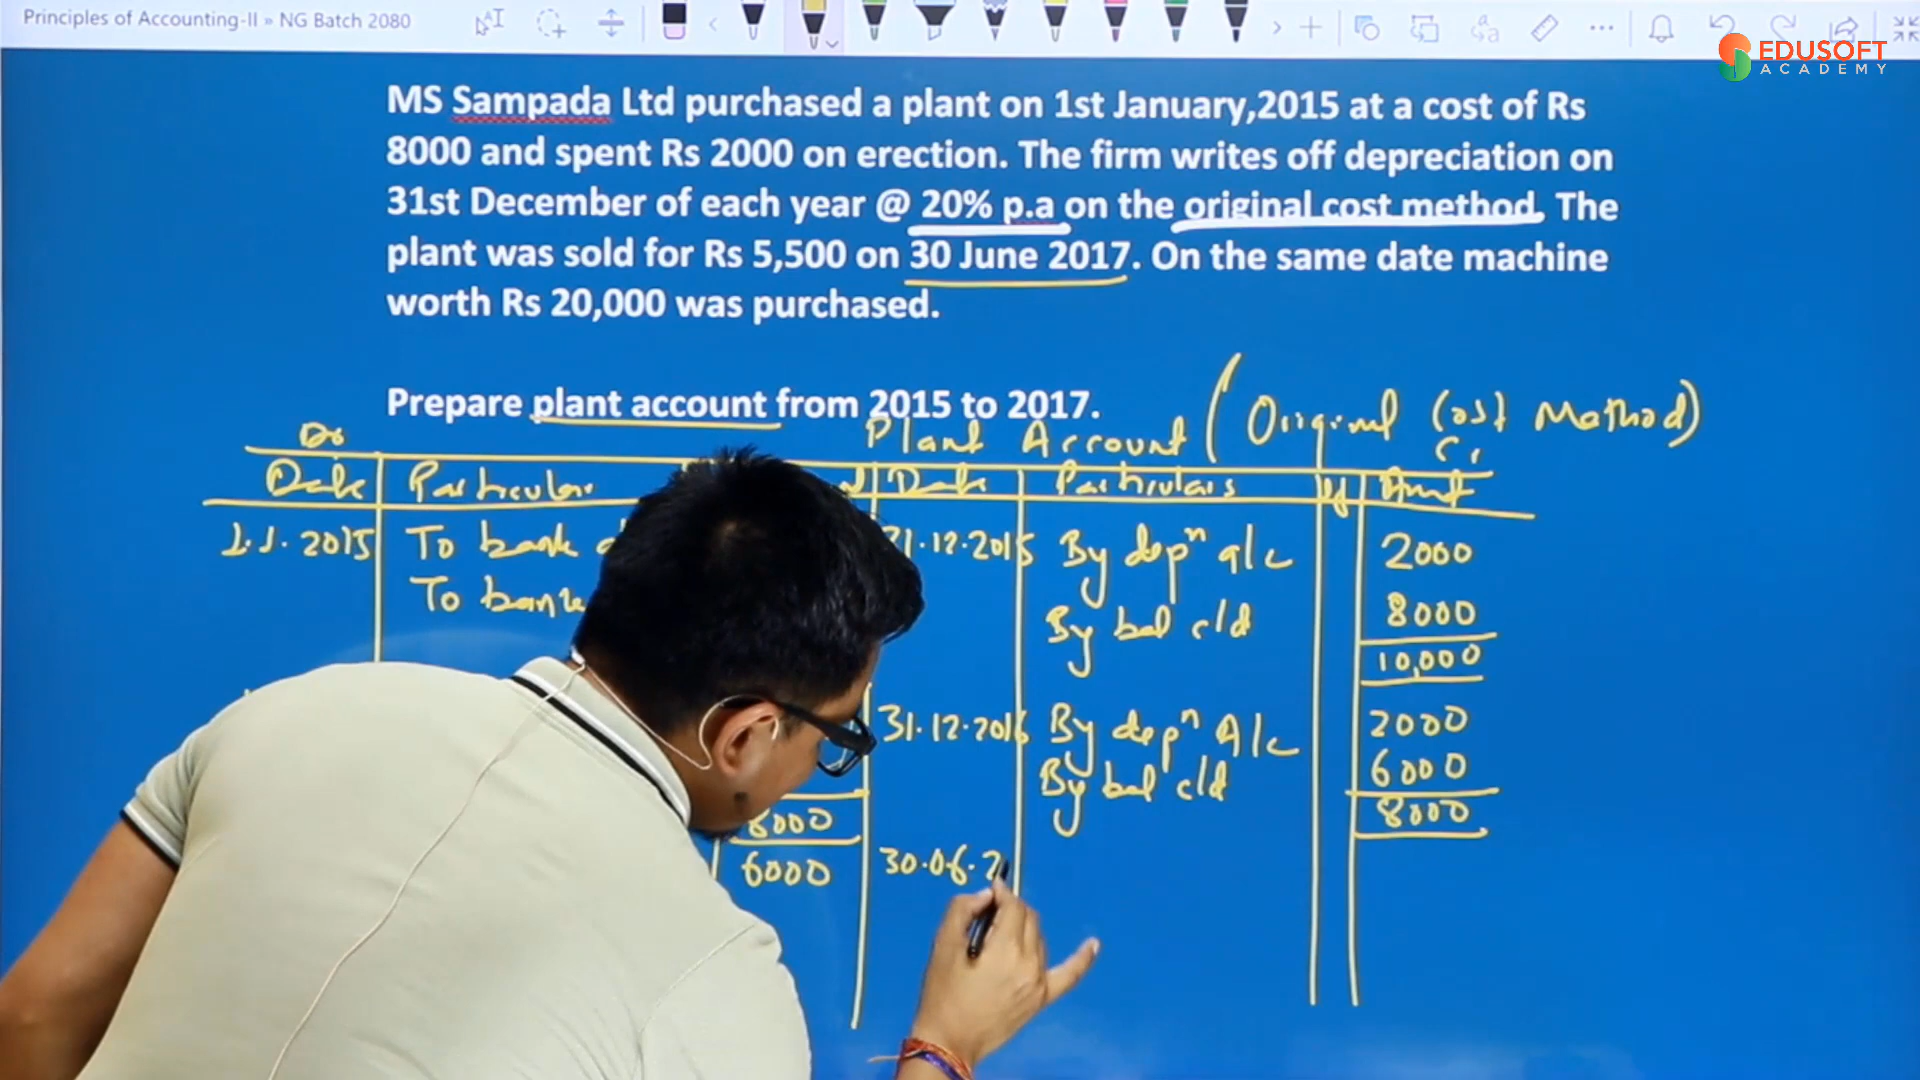 Principles of Accounting-II » NG Batch 2080
EDUSOFT
ACADEMY
MS Sampada Ltd purchased a plant on 1st January,2015 at a cost of Rs
8000 and spent Rs 2000 on erection. The firm writes off depreciation on
31st December of each year @ 20% p.a on the original cost method. The
plant was sold for Rs 5,500 on 30 June 2017. On the same date machine
worth Rs 20,000 was purchased.
Prepare plant account from 2015 to 2017.
Plant Account (Original Cost Method)
Dr Cr
Date Particulars Date Particulars lf Amt
1.1.2015 To bank 31.12.2015 By depn a/c 2000
To bank By bal c/d 8000
10,000
31.12.2016 By depn A/c 2000
By bal c/d 6000
8000 8000
6000 30.06.2